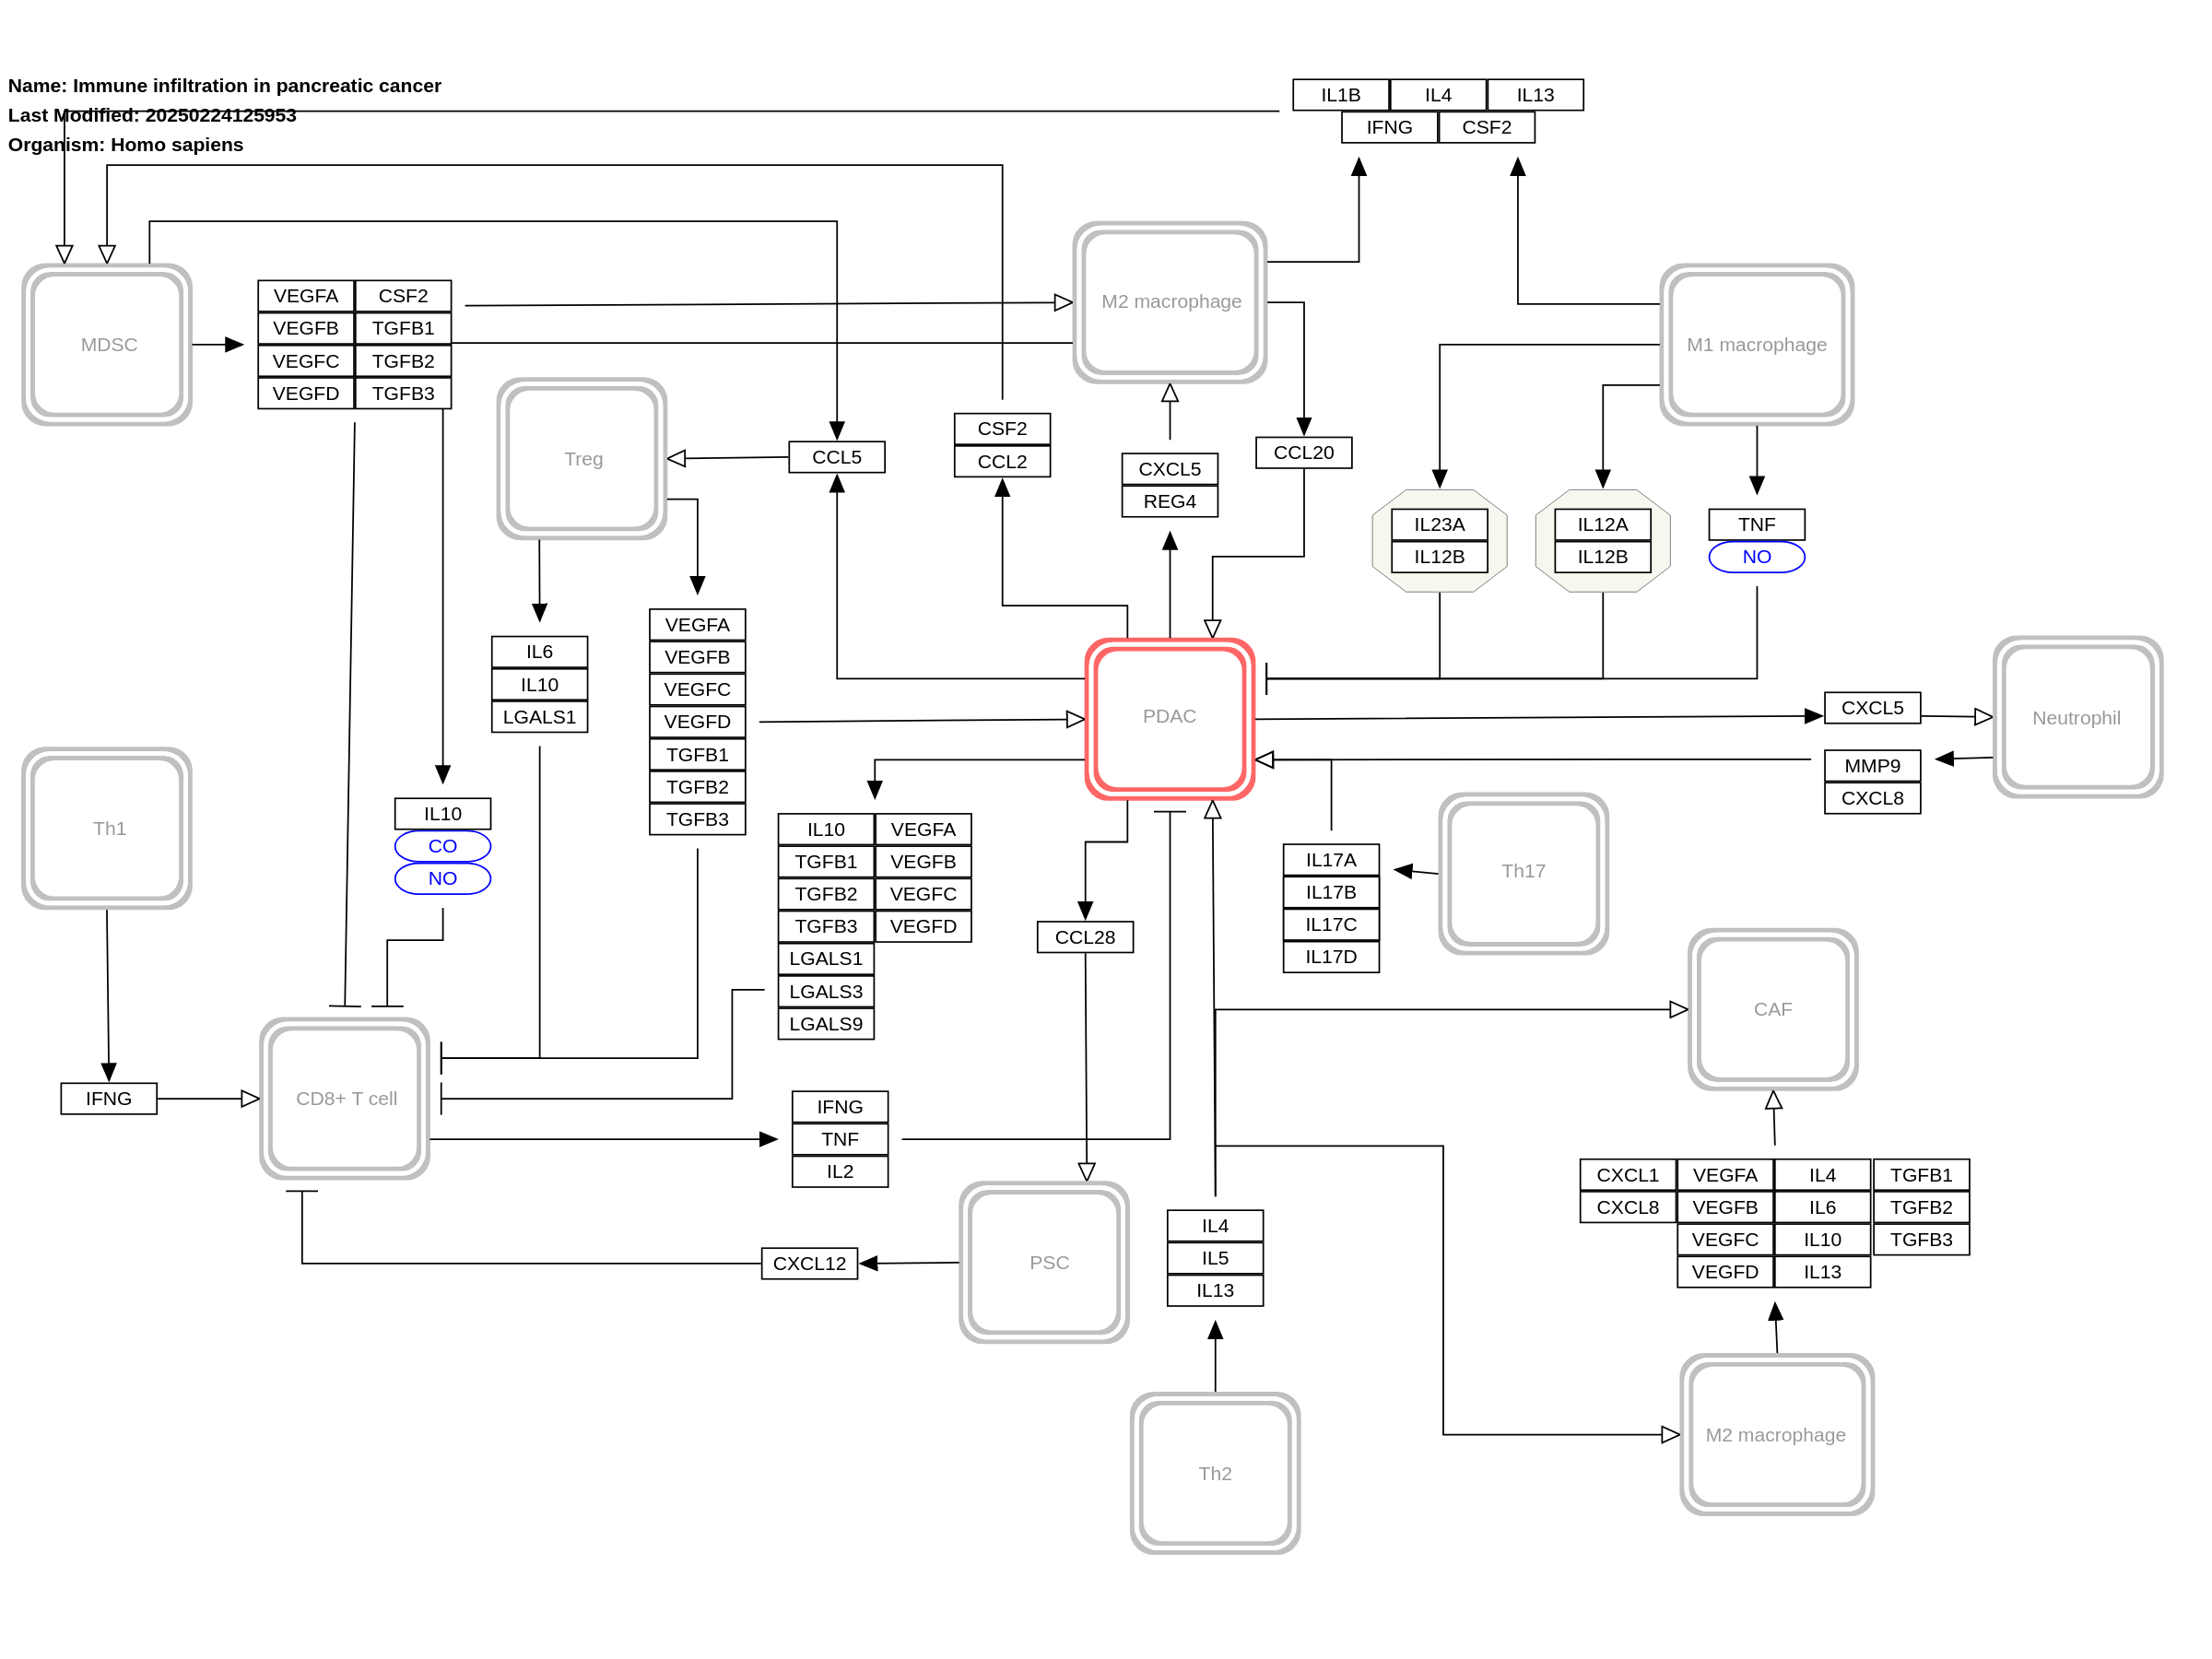 Name: Immune infiltration in pancreatic cancer
Last Modified: 20250224125953
Organism: Homo sapiens
IL1B IL4 IL13
IFNG CSF2
MDSC
VEGFA CSF2
VEGFB TGFB1
VEGFC TGFB2
VEGFD TGFB3
M2 macrophage
M1 macrophage
Treg
CCL5
CSF2
CCL2
CXCL5
REG4
CCL20
IL23A
IL12B
IL12A
IL12B
TNF
NO
IL6
IL10
LGALS1
VEGFA
VEGFB
VEGFC
VEGFD
TGFB1
TGFB2
TGFB3
PDAC
CXCL5
Neutrophil
MMP9
CXCL8
Th1
IL10
CO
NO
IL10 VEGFA
TGFB1 VEGFB
TGFB2 VEGFC
TGFB3 VEGFD
LGALS1
LGALS3
LGALS9
CCL28
IL17A
IL17B
IL17C
IL17D
Th17
CAF
IFNG
CD8+ T cell
IFNG
TNF
IL2
CXCL12
PSC
IL4
IL5
IL13
CXCL1 VEGFA IL4 TGFB1
CXCL8 VEGFB IL6 TGFB2
VEGFC IL10 TGFB3
VEGFD IL13
Th2
M2 macrophage